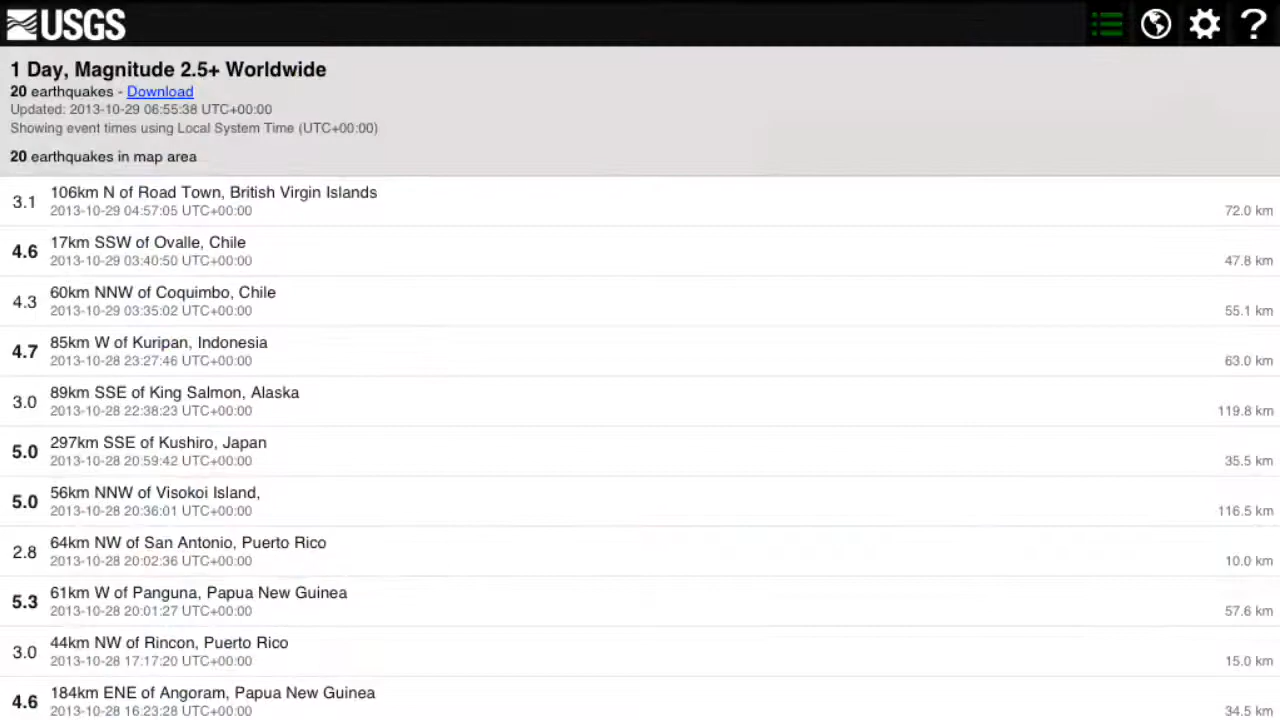 USGS
1 Day, Magnitude 2.5+ Worldwide
20 earthquakes - Download
Updated: 2013-10-29 06:55:38 UTC+00:00
Showing event times using Local System Time (UTC+00:00)
20 earthquakes in map area
3.1 106km N of Road Town, British Virgin Islands
2013-10-29 04:57:05 UTC+00:00 72.0 km
4.6 17km SSW of Ovalle, Chile
2013-10-29 03:40:50 UTC+00:00 47.8 km
4.3 60km NNW of Coquimbo, Chile
2013-10-29 03:35:02 UTC+00:00 55.1 km
4.7 85km W of Kuripan, Indonesia
2013-10-28 23:27:46 UTC+00:00 63.0 km
3.0 89km SSE of King Salmon, Alaska
2013-10-28 22:38:23 UTC+00:00 119.8 km
5.0 297km SSE of Kushiro, Japan
2013-10-28 20:59:42 UTC+00:00 35.5 km
5.0 56km NNW of Visokoi Island,
2013-10-28 20:36:01 UTC+00:00 116.5 km
2.8 64km NW of San Antonio, Puerto Rico
2013-10-28 20:02:36 UTC+00:00 10.0 km
5.3 61km W of Panguna, Papua New Guinea
2013-10-28 20:01:27 UTC+00:00 57.6 km
3.0 44km NW of Rincon, Puerto Rico
2013-10-28 17:17:20 UTC+00:00 15.0 km
4.6 184km ENE of Angoram, Papua New Guinea
2013-10-28 16:23:28 UTC+00:00 34.5 km